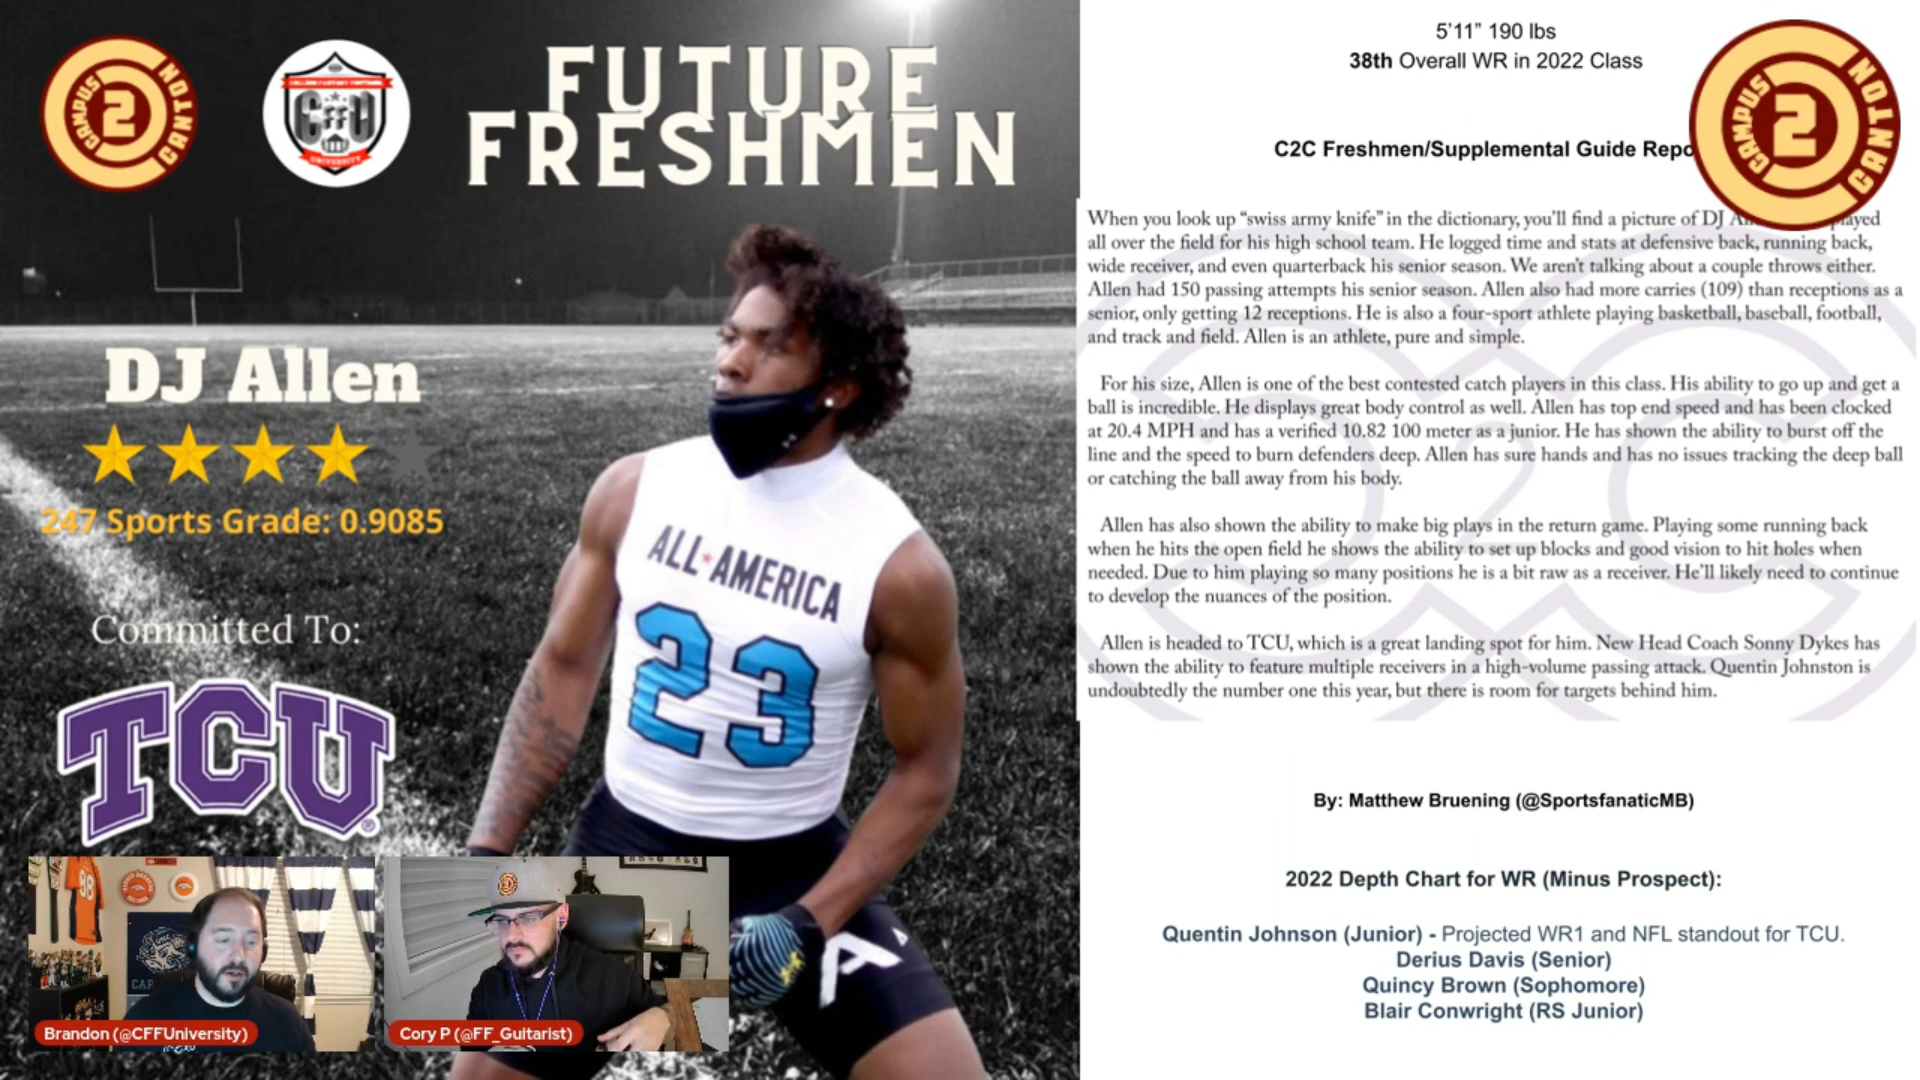 CAMPUS 2 CANTON
COLLEGE FANTASY FOOTBALL
CFFU
UNIVERSITY
FUTURE
FRESHMEN
DJ Allen
247 Sports Grade: 0.9085
Committed To:
TCU
ALL AMERICA
23
A
98
Brandon (@CFFUniversity)
Cory P (@FF_Guitarist)
5'11” 190 lbs
38th Overall WR in 2022 Class
CAMPUS 2 CANTON
C2C Freshmen/Supplemental Guide Repo
When you look up “swiss army knife” in the dictionary, you’ll find a picture of DJ A ayed
all over the field for his high school team. He logged time and stats at defensive back, running back,
wide receiver, and even quarterback his senior season. We aren’t talking about a couple throws either.
Allen had 150 passing attempts his senior season. Allen also had more carries (109) than receptions as a
senior, only getting 12 receptions. He is also a four-sport athlete playing basketball, baseball, football,
and track and field. Allen is an athlete, pure and simple.
For his size, Allen is one of the best contested catch players in this class. His ability to go up and get a
ball is incredible. He displays great body control as well. Allen has top end speed and has been clocked
at 20.4 MPH and has a verified 10.82 100 meter as a junior. He has shown the ability to burst off the
line and the speed to burn defenders deep. Allen has sure hands and has no issues tracking the deep ball
or catching the ball away from his body.
Allen has also shown the ability to make big plays in the return game. Playing some running back
when he hits the open field he shows the ability to set up blocks and good vision to hit holes when
needed. Due to him playing so many positions he is a bit raw as a receiver. He’ll likely need to continue
to develop the nuances of the position.
Allen is headed to TCU, which is a great landing spot for him. New Head Coach Sonny Dykes has
shown the ability to feature multiple receivers in a high-volume passing attack. Quentin Johnston is
undoubtedly the number one this year, but there is room for targets behind him.
By: Matthew Bruening (@SportsfanaticMB)
2022 Depth Chart for WR (Minus Prospect):
Quentin Johnson (Junior) - Projected WR1 and NFL standout for TCU.
Derius Davis (Senior)
Quincy Brown (Sophomore)
Blair Conwright (RS Junior)